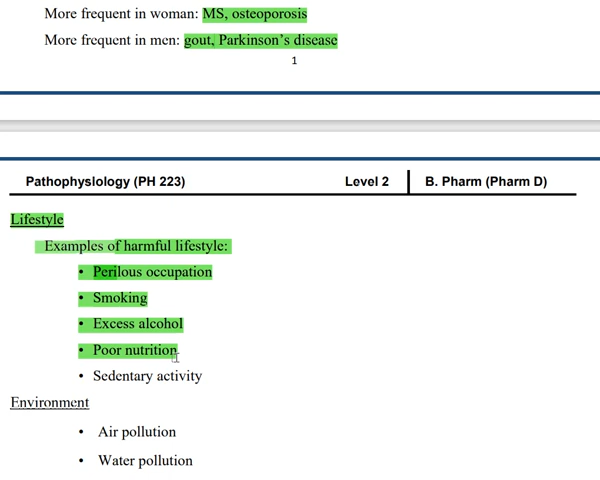 More frequent in woman: MS, osteoporosis
More frequent in men: gout, Parkinson’s disease
1
Pathophysiology (PH 223) Level 2 B. Pharm (Pharm D)
Lifestyle
Examples of harmful lifestyle:
• Perilous occupation
• Smoking
• Excess alcohol
• Poor nutrition
• Sedentary activity
Environment
• Air pollution
• Water pollution